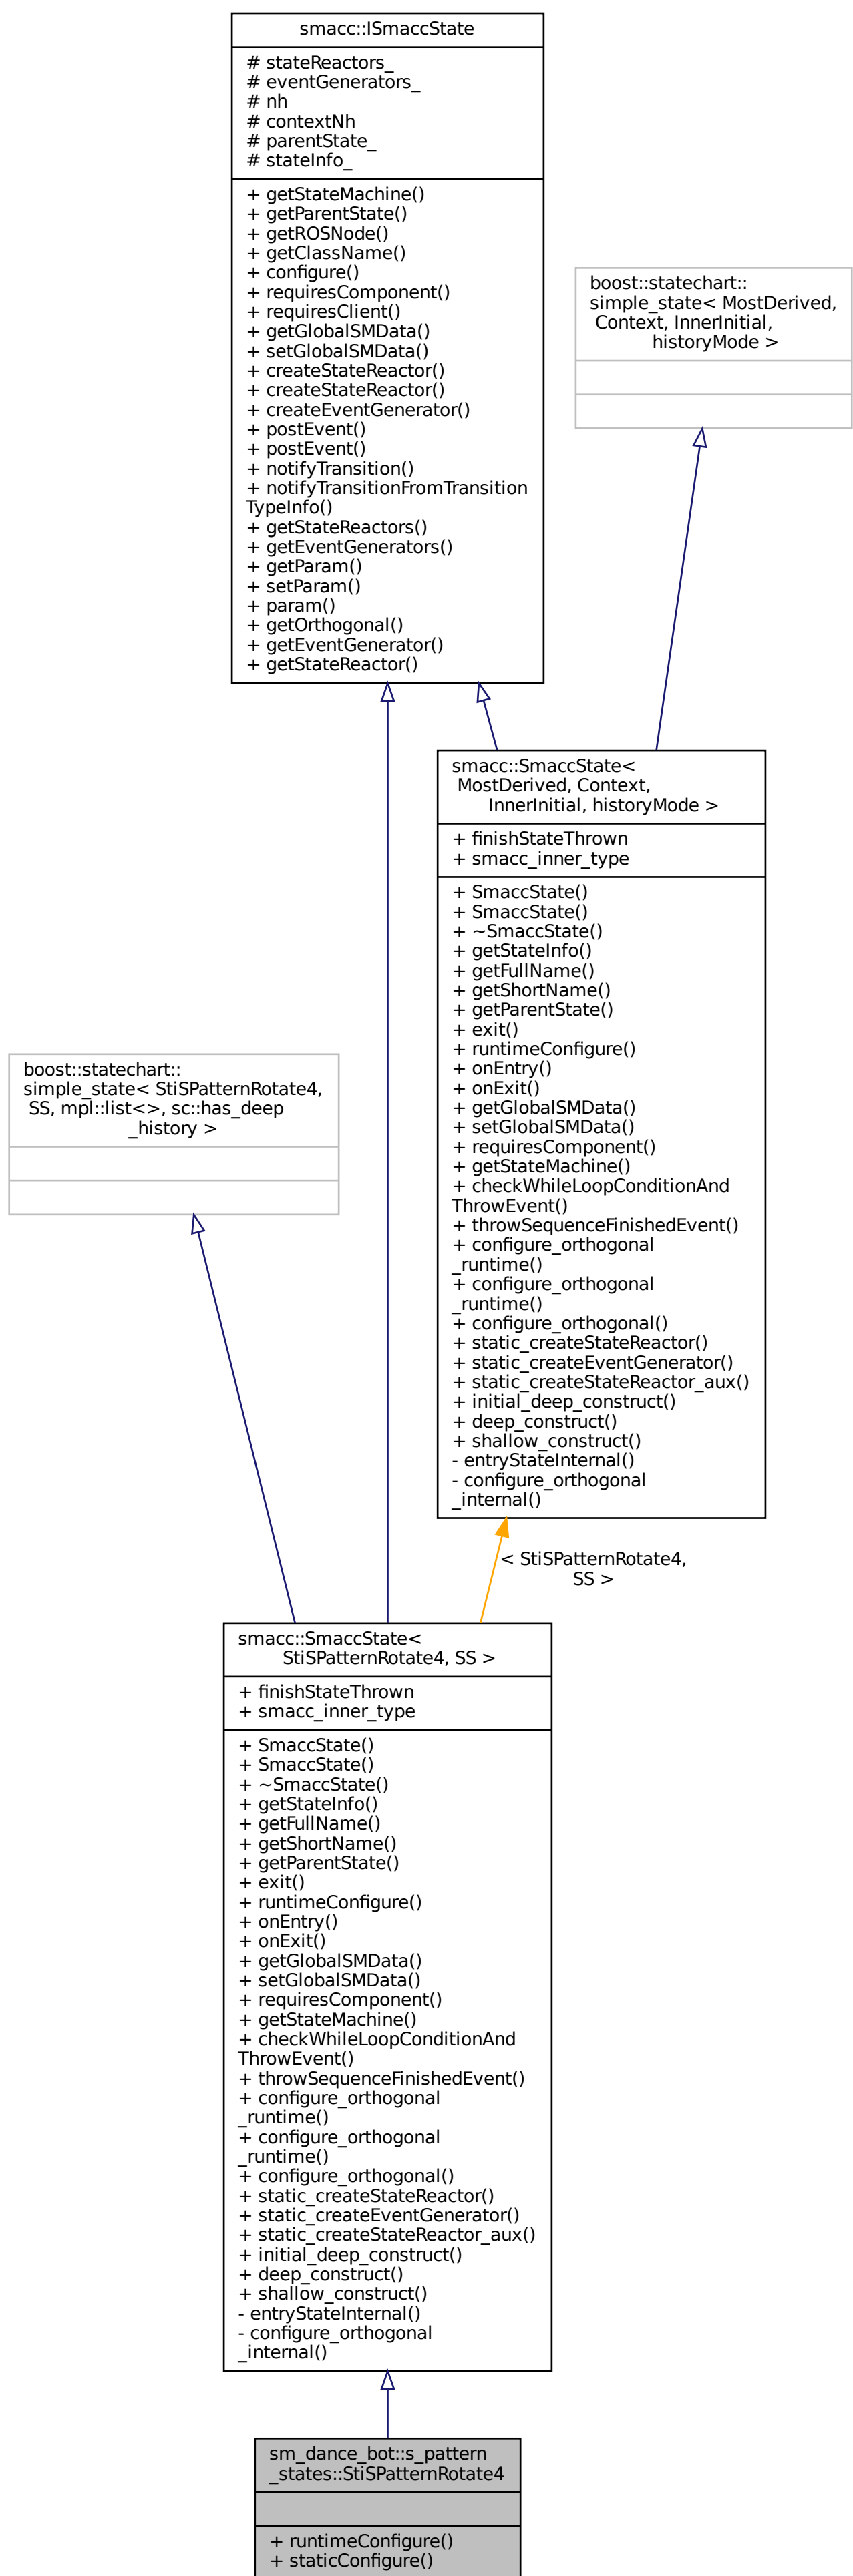 smacc::ISmaccState
# stateReactors_
# eventGenerators_
# nh
# contextNh
# parentState_
# stateInfo_
+ getStateMachine()
+ getParentState()
+ getROSNode()
+ getClassName()
+ configure()
+ requiresComponent()
+ requiresClient()
+ getGlobalSMData()
+ setGlobalSMData()
+ createStateReactor()
+ createStateReactor()
+ createEventGenerator()
+ postEvent()
+ postEvent()
+ notifyTransition()
+ notifyTransitionFromTransition
TypeInfo()
+ getStateReactors()
+ getEventGenerators()
+ getParam()
+ setParam()
+ param()
+ getOrthogonal()
+ getEventGenerator()
+ getStateReactor()
boost::statechart::
simple_state< MostDerived,
Context, InnerInitial,
historyMode >
smacc::SmaccState<
MostDerived, Context,
InnerInitial, historyMode >
+ finishStateThrown
+ smacc_inner_type
+ SmaccState()
+ SmaccState()
+ ~SmaccState()
+ getStateInfo()
+ getFullName()
+ getShortName()
+ getParentState()
+ exit()
+ runtimeConfigure()
+ onEntry()
+ onExit()
+ getGlobalSMData()
+ setGlobalSMData()
+ requiresComponent()
+ getStateMachine()
+ checkWhileLoopConditionAnd
ThrowEvent()
+ throwSequenceFinishedEvent()
+ configure_orthogonal
_runtime()
+ configure_orthogonal
_runtime()
+ configure_orthogonal()
+ static_createStateReactor()
+ static_createEventGenerator()
+ static_createStateReactor_aux()
+ initial_deep_construct()
+ deep_construct()
+ shallow_construct()
- entryStateInternal()
- configure_orthogonal
_internal()
boost::statechart::
simple_state< StiSPatternRotate4,
SS, mpl::list<>, sc::has_deep
_history >
< StiSPatternRotate4,
SS >
smacc::SmaccState<
StiSPatternRotate4, SS >
+ finishStateThrown
+ smacc_inner_type
+ SmaccState()
+ SmaccState()
+ ~SmaccState()
+ getStateInfo()
+ getFullName()
+ getShortName()
+ getParentState()
+ exit()
+ runtimeConfigure()
+ onEntry()
+ onExit()
+ getGlobalSMData()
+ setGlobalSMData()
+ requiresComponent()
+ getStateMachine()
+ checkWhileLoopConditionAnd
ThrowEvent()
+ throwSequenceFinishedEvent()
+ configure_orthogonal
_runtime()
+ configure_orthogonal
_runtime()
+ configure_orthogonal()
+ static_createStateReactor()
+ static_createEventGenerator()
+ static_createStateReactor_aux()
+ initial_deep_construct()
+ deep_construct()
+ shallow_construct()
- entryStateInternal()
- configure_orthogonal
_internal()
sm_dance_bot::s_pattern
_states::StiSPatternRotate4
+ runtimeConfigure()
+ staticConfigure()